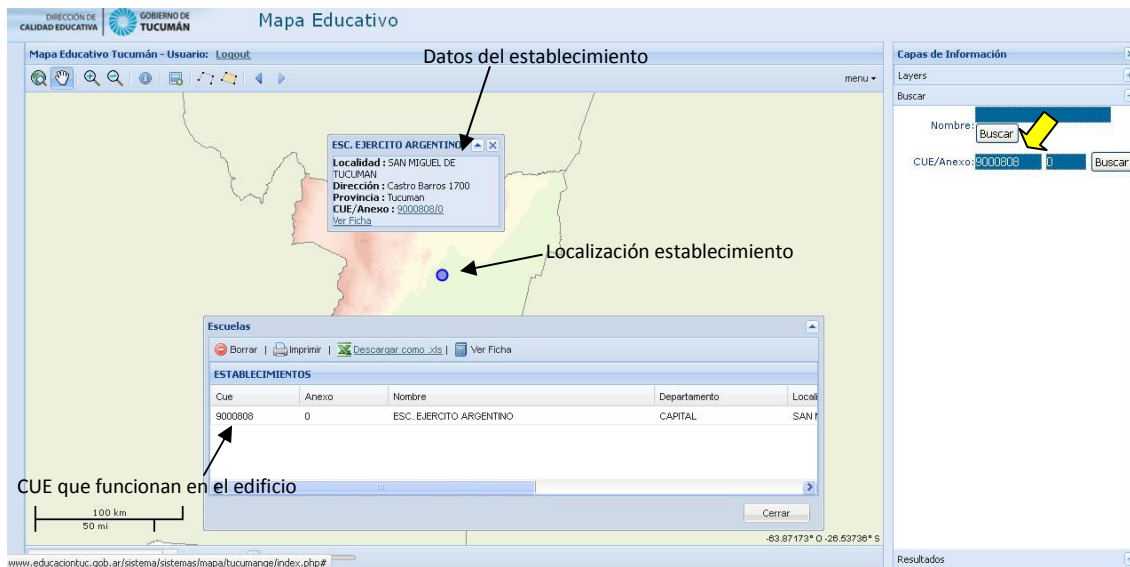 DIRECCIÓN DE
CALIDAD EDUCATIVA
GOBIERNO DE
TUCUMÁN
Mapa Educativo
Mapa Educativo Tucumán - Usuario: Logout
Datos del establecimiento
menu
Capas de Información
Layers
Buscar
Nombre:
Buscar
CUE/Anexo: 9000808 0 Buscar
ESC. EJERCITO ARGENTINO
Localidad : SAN MIGUEL DE
TUCUMAN
Dirección : Castro Barros 1700
Provincia : Tucuman
CUE/Anexo : 9000808/0
Ver Ficha
Localización establecimiento
Escuelas
Borrar | Imprimir | Descargar como .xls | Ver Ficha
ESTABLECIMIENTOS
Cue Anexo Nombre Departamento Locali
9000808 0 ESC. EJERCITO ARGENTINO CAPITAL SAN
CUE que funcionan en el edificio
Cerrar
100 km
50 mi
-63.87173° O -26.53736° S
www.educaciontuc.gob.ar/sistema/sistemas/mapa/tucumange/index.php#
Resultados